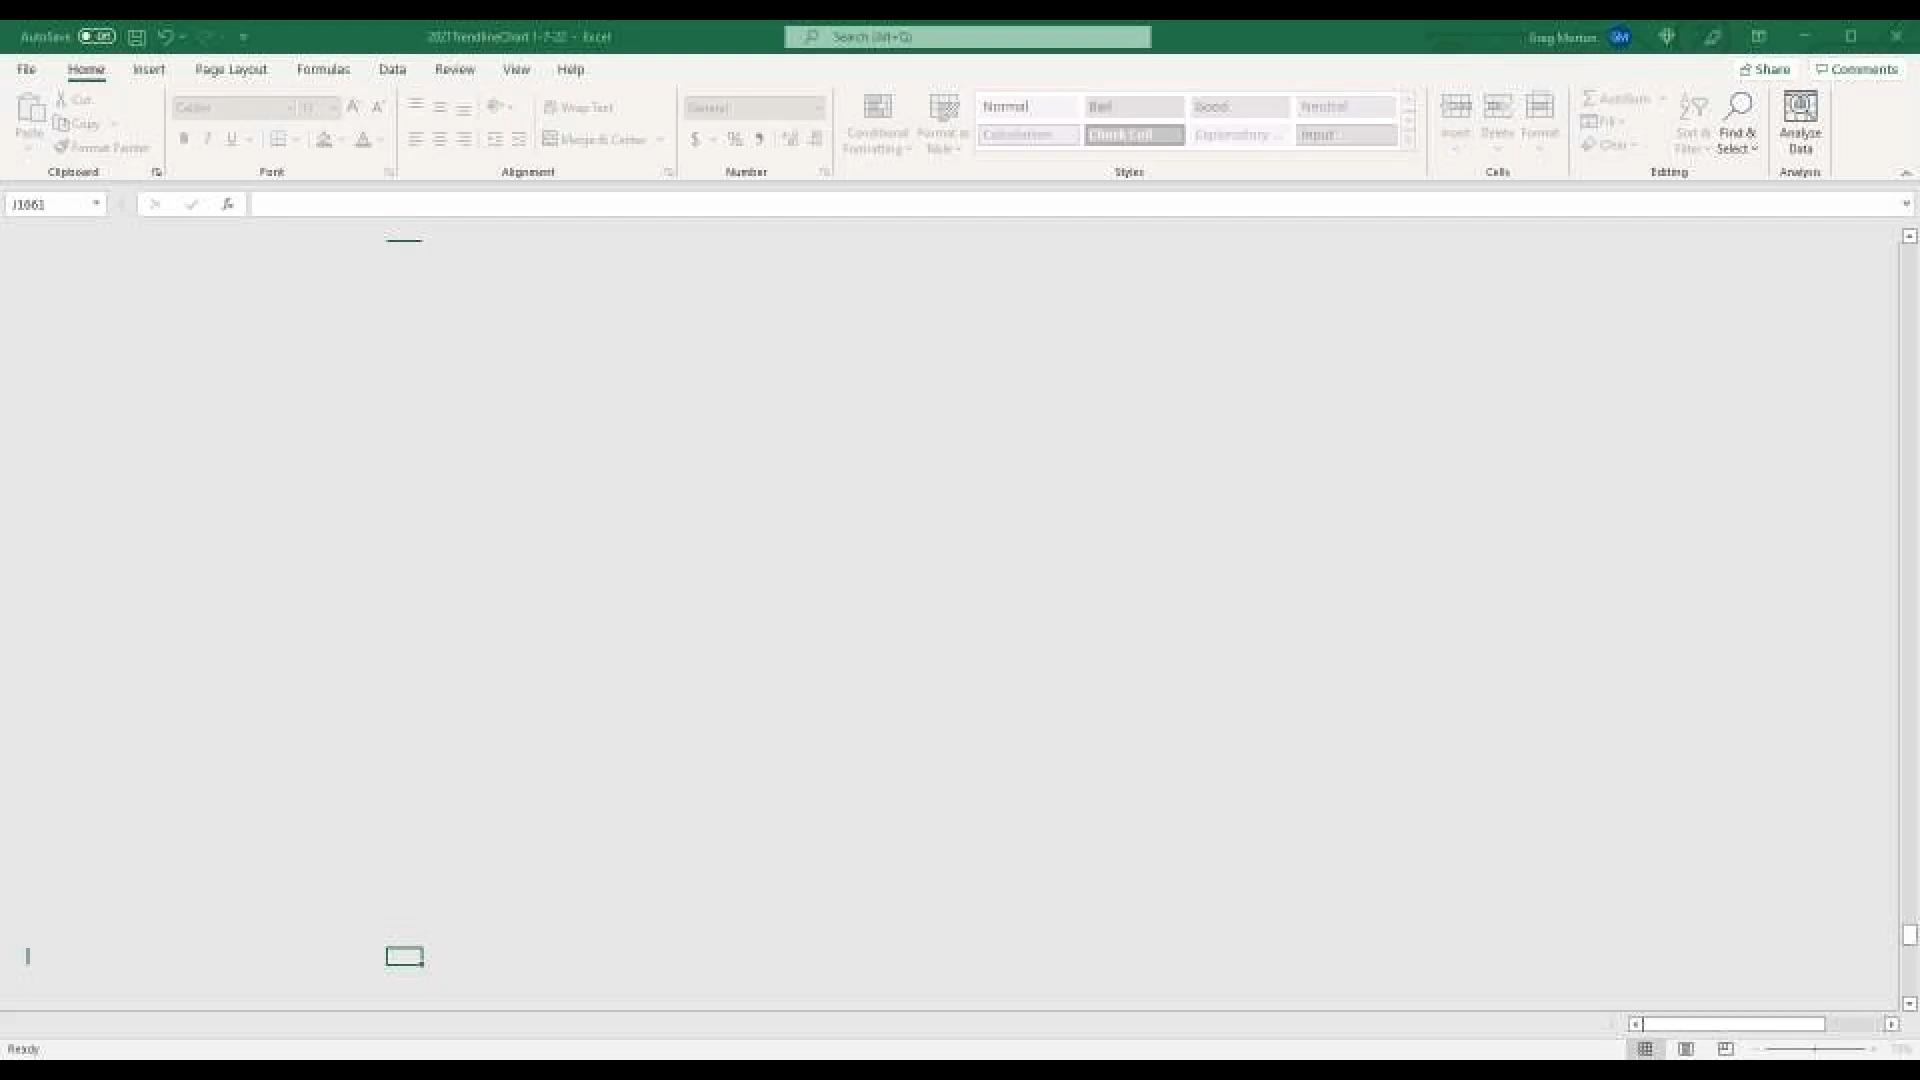 AutoSave Off 2021TrendlineChart 1-7-22 - Excel Search (Alt+Q) Greg Morton GM
File Home Insert Page Layout Formulas Data Review View Help Share Comments
Paste Cut Copy Format Painter Clipboard
Calibri 11 A A B I U Font
Wrap Text Merge & Center Alignment
General $ % Number
Conditional Formatting Format as Table
Normal Bad Good Neutral
Calculation Check Cell Explanatory ... Input
Styles
Insert Delete Format Cells
AutoSum Fill Clear Sort & Filter Find & Select Editing
Analyze Data Analysis
J1661 fx
Ready